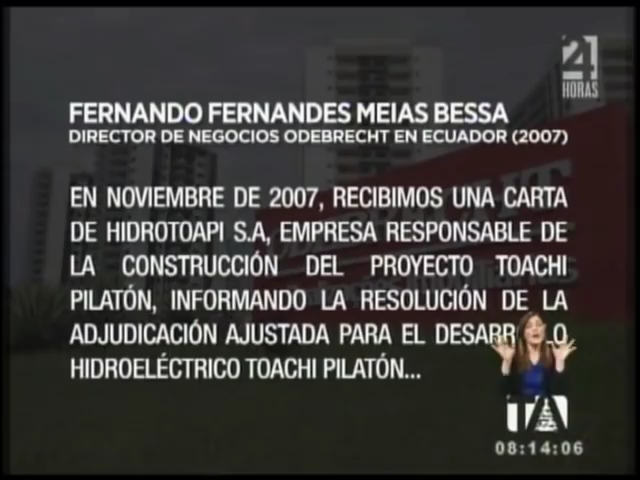 24
HORAS
FERNANDO FERNANDES MEIAS BESSA
DIRECTOR DE NEGOCIOS ODEBRECHT EN ECUADOR (2007)
EN NOVIEMBRE DE 2007, RECIBIMOS UNA CARTA
DE HIDROTOAPI S.A, EMPRESA RESPONSABLE DE
LA CONSTRUCCIÓN DEL PROYECTO TOACHI
PILATÓN, INFORMANDO LA RESOLUCIÓN DE LA
ADJUDICACIÓN AJUSTADA PARA EL
HIDROELÉCTRICO TOACHI PILATÓN...
TA
08:14:06